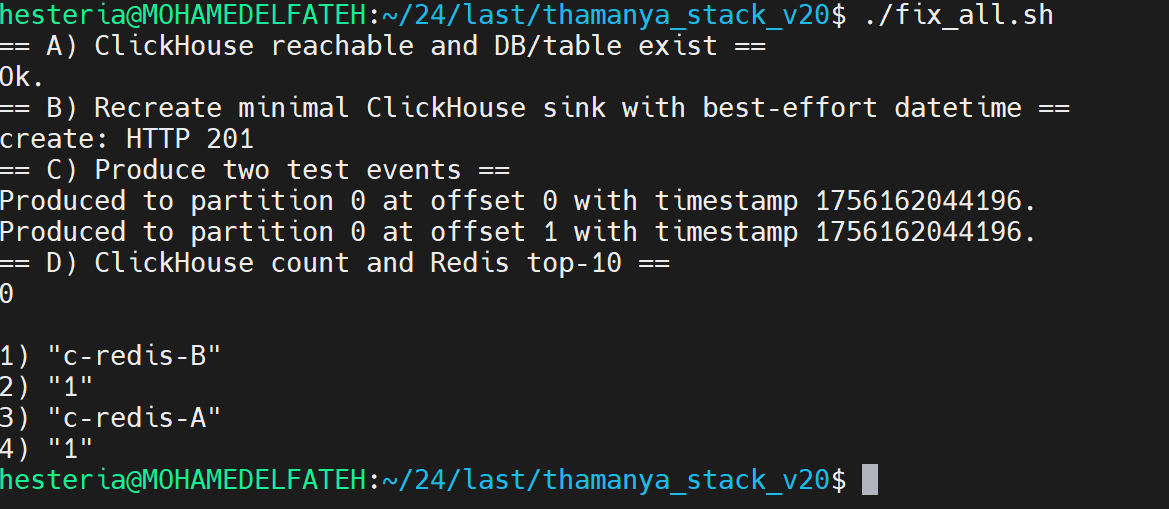 hesteria@MOHAMEDELFATEH:~/24/last/thamanya_stack_v20$ ./fix_all.sh
== A) ClickHouse reachable and DB/table exist ==
Ok.
== B) Recreate minimal ClickHouse sink with best-effort datetime ==
create: HTTP 201
== C) Produce two test events ==
Produced to partition 0 at offset 0 with timestamp 1756162044196.
Produced to partition 0 at offset 1 with timestamp 1756162044196.
== D) ClickHouse count and Redis top-10 ==
0
1) "c-redis-B"
2) "1"
3) "c-redis-A"
4) "1"
hesteria@MOHAMEDELFATEH:~/24/last/thamanya_stack_v20$